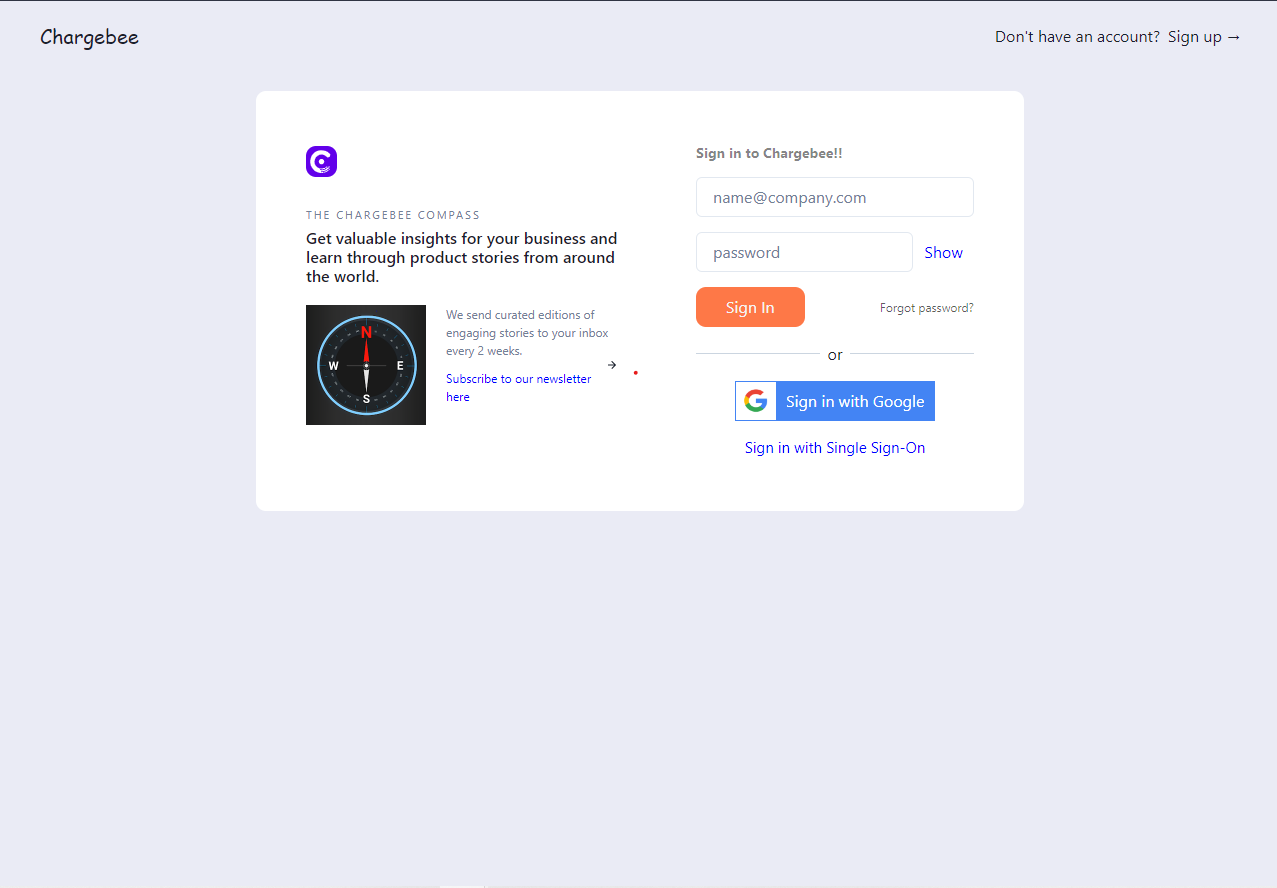 Chargebee
Don't have an account? Sign up →
THE CHARGEBEE COMPASS
Get valuable insights for your business and
learn through product stories from around
the world.
N
W E
S
We send curated editions of
engaging stories to your inbox
every 2 weeks.
Subscribe to our newsletter
here
→
Sign in to Chargebee!!
name@company.com
password Show
Sign In Forgot password?
or
Sign in with Google
Sign in with Single Sign-On